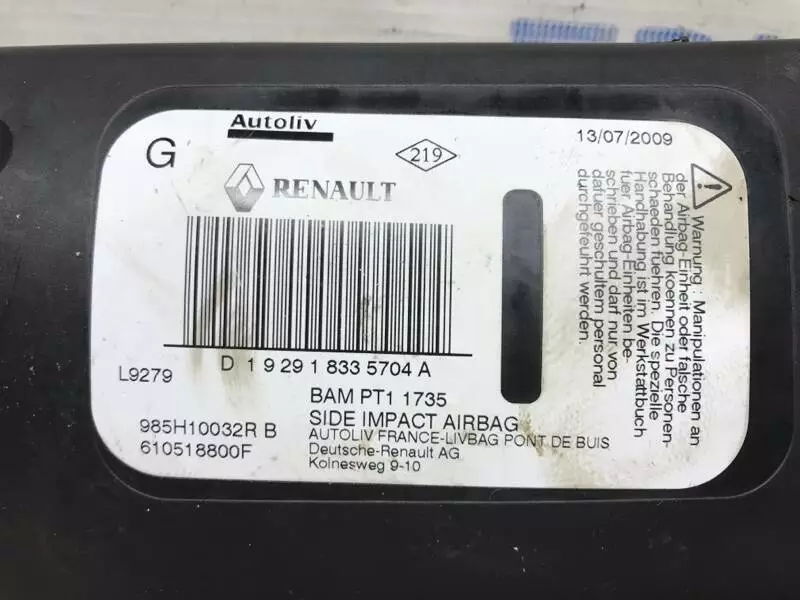 Autoliv
G
219
13/07/2009
RENAULT
D 1 9 29 1 8 33 5704 A
L9279
BAM PT1 1735
985H10032R B
SIDE IMPACT AIRBAG
610518800F
AUTOLIV FRANCE-LIVBAG PONT DE BUIS
Deutsche-Renault AG
Kolnesweg 9-10
Warnung : Manipulationen an
der Airbag-Einheit oder falsche
Behandlung koennen zu Personen-
schaeden fuehren. Die spezielle
Handhabung ist im Werkstattbuch
fuer Airbag-Einheiten be-
schrieben und darf nur von
dafuer geschultem personal
durchgefeuhrt werden.